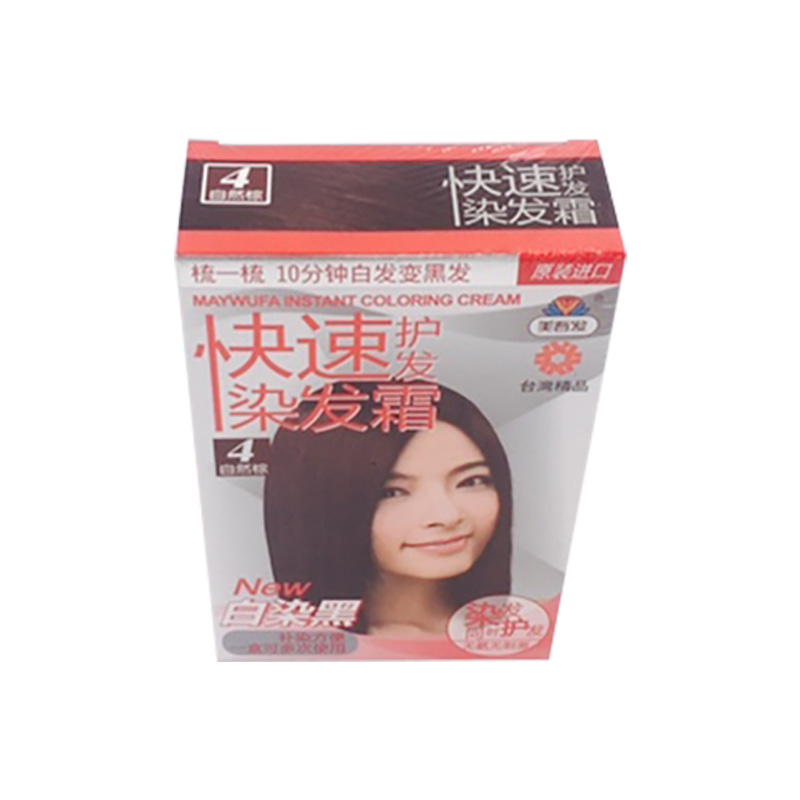 4
自然棕
快速护发
染发霜
梳一梳 10分钟白发变黑发
原装进口
MAYWUFA INSTANT COLORING CREAM
快速护发
染发霜
美吾发
®
台灣精品
4
自然棕
New
白染黑
补染方便
一盒可多次使用
染发
同时护发